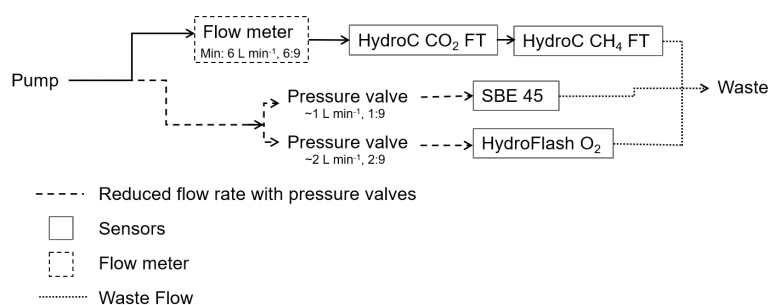 Flow meter
Min: 6 L min⁻¹, 6:9
HydroC CO₂ FT
HydroC CH₄ FT
Pump
Waste
Pressure valve
~1 L min⁻¹, 1:9
SBE 45
Pressure valve
~2 L min⁻¹, 2:9
HydroFlash O₂
Reduced flow rate with pressure valves
Sensors
Flow meter
Waste Flow